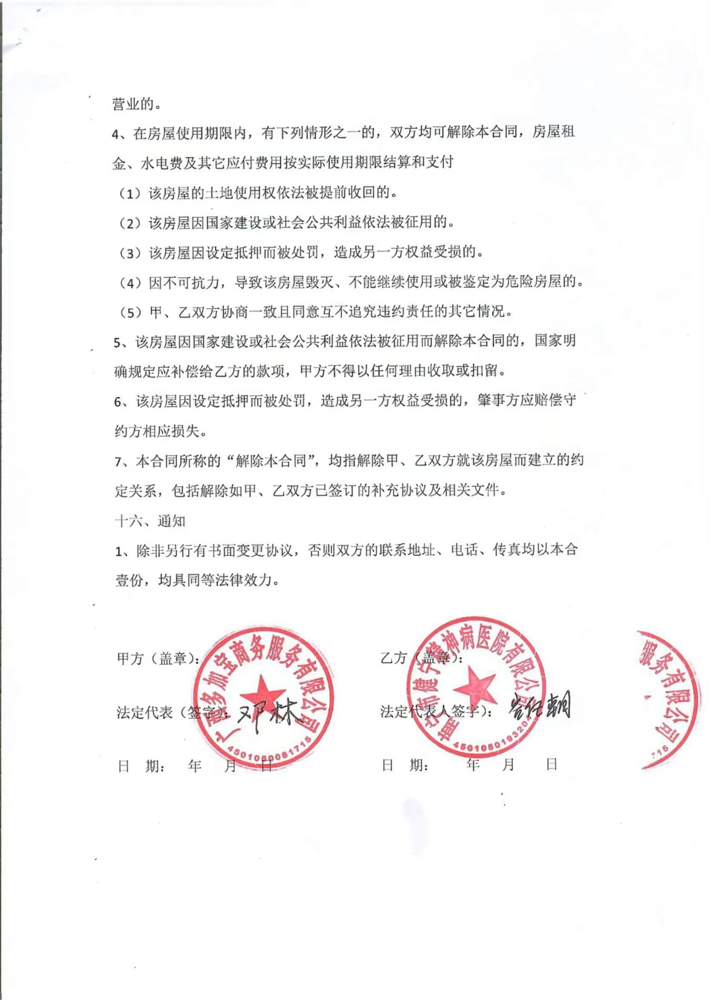 营业的。
4、在房屋使用期限内，有下列情形之一的，双方均可解除本合同，房屋租
金、水电费及其它应付费用按实际使用期限结算和支付
（1）该房屋的土地使用权依法被提前收回的。
（2）该房屋因国家建设或社会公共利益依法被征用的。
（3）该房屋因设定抵押而被处罚，造成另一方权益受损的。
（4）因不可抗力，导致该房屋毁灭、不能继续使用或被鉴定为危险房屋的。
（5）甲、乙双方协商一致且同意互不追究违约责任的其它情况。
5、该房屋因国家建设或社会公共利益依法被征用而解除本合同的，国家明
确规定应补偿给乙方的款项，甲方不得以任何理由收取或扣留。
6、该房屋因设定抵押而被处罚，造成另一方权益受损的，肇事方应赔偿守
约方相应损失。
7、本合同所称的“解除本合同”，均指解除甲、乙双方就该房屋而建立的约
定关系，包括解除如甲、乙双方已签订的补充协议及相关文件。
十六、通知
1、除非另行有书面变更协议，否则双方的联系地址、电话、传真均以本合
壹份，均具同等法律效力。
甲方（盖章）：
广西多加宝商务服务有限公司
4501050081715
乙方（盖章）：
南宁市健宁精神病医院有限公司
4501050193204
服务有限公司
715
法定代表（签字）：邓林
法定代表人签字）：
日 期： 年 月 日
日 期： 年 月 日